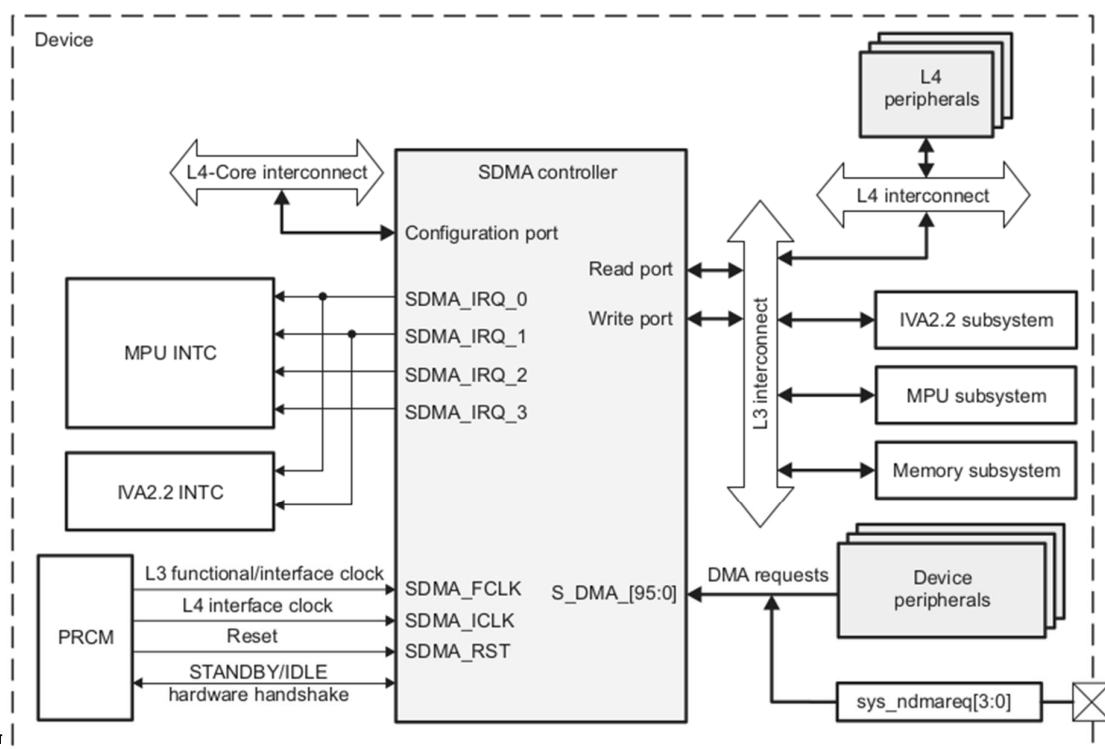 Device
L4
peripherals
L4-Core interconnect
SDMA controller
L4 interconnect
Configuration port
Read port
Write port
L3 interconnect
SDMA_IRQ_0
SDMA_IRQ_1
SDMA_IRQ_2
SDMA_IRQ_3
MPU INTC
IVA2.2 INTC
IVA2.2 subsystem
MPU subsystem
Memory subsystem
PRCM
L3 functional/interface clock
L4 interface clock
Reset
STANDBY/IDLE
hardware handshake
SDMA_FCLK
SDMA_ICLK
SDMA_RST
S_DMA_[95:0]
DMA requests
Device
peripherals
sys_ndmareq[3:0]